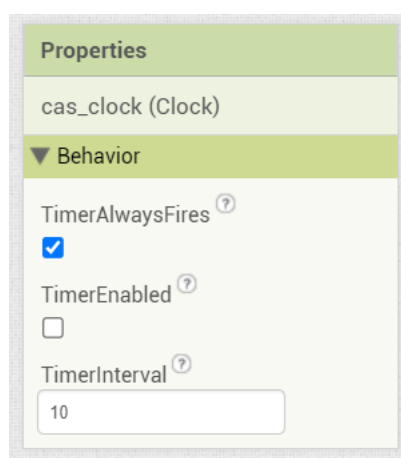 Properties
cas_clock (Clock)
Behavior
TimerAlwaysFires ?
TimerEnabled ?
TimerInterval ?
10